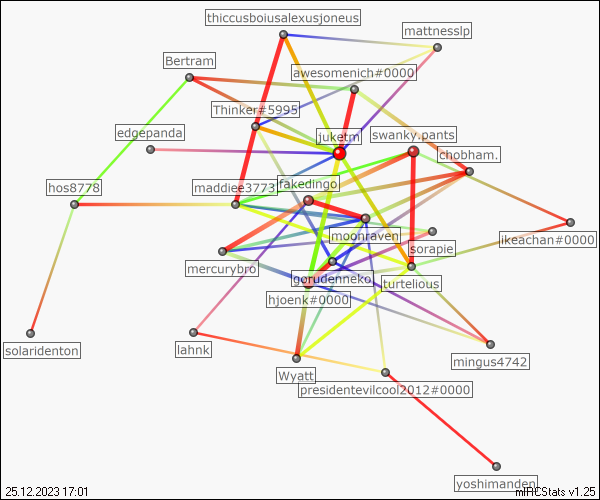 thiccusboiusalexusjoneus
mattnesslp
Bertram
awesomenich#0000
Thinker#5995
edgepanda
juketm
swanky.pants
chobham.
hos8778
maddiee3773
fakedingo
moonraven
sorapie
ikeachan#0000
mercurybro
gorudenneko
turtelious
hjoenk#0000
solaridenton
lahnk
mingus4742
Wyatt
presidentevilcool2012#0000
yoshimanden
25.12.2023 17:01
mIRCStats v1.25